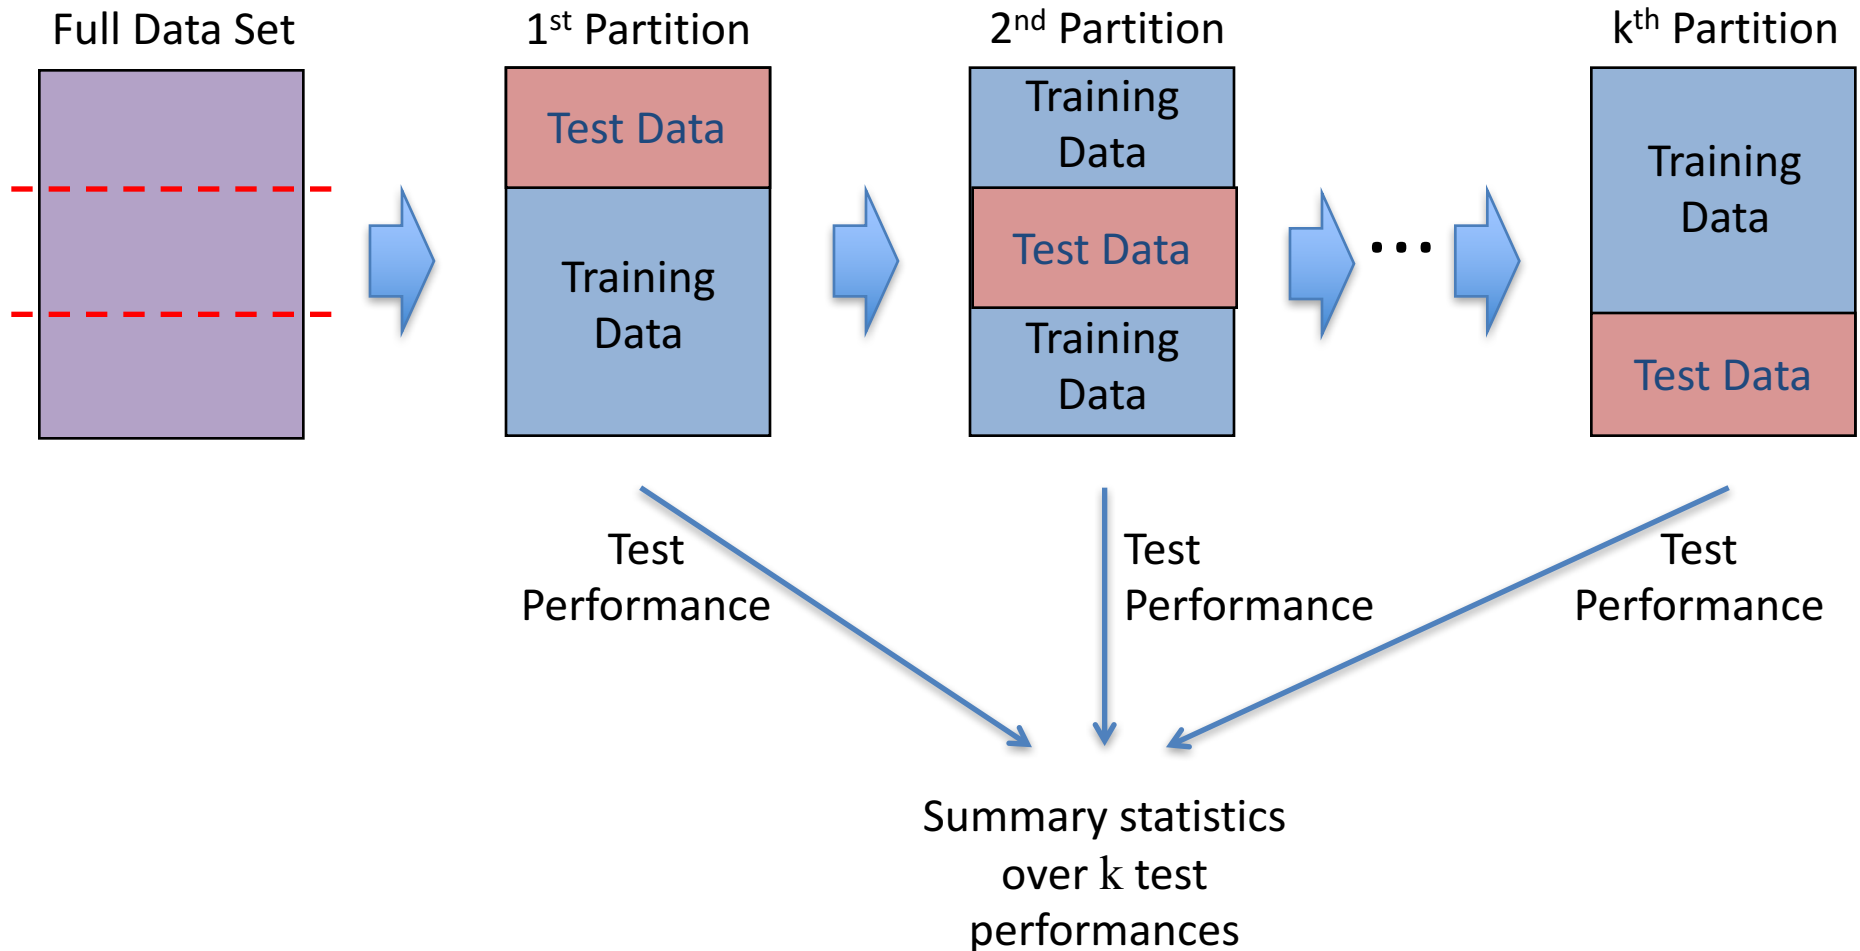 Full Data Set
1st Partition
2nd Partition
kth Partition
Test Data
Training
Data
Training
Data
Test Data
Training
Data
Training
Data
Test Data
...
Test
Performance
Test
Performance
Test
Performance
Summary statistics
over k test
performances